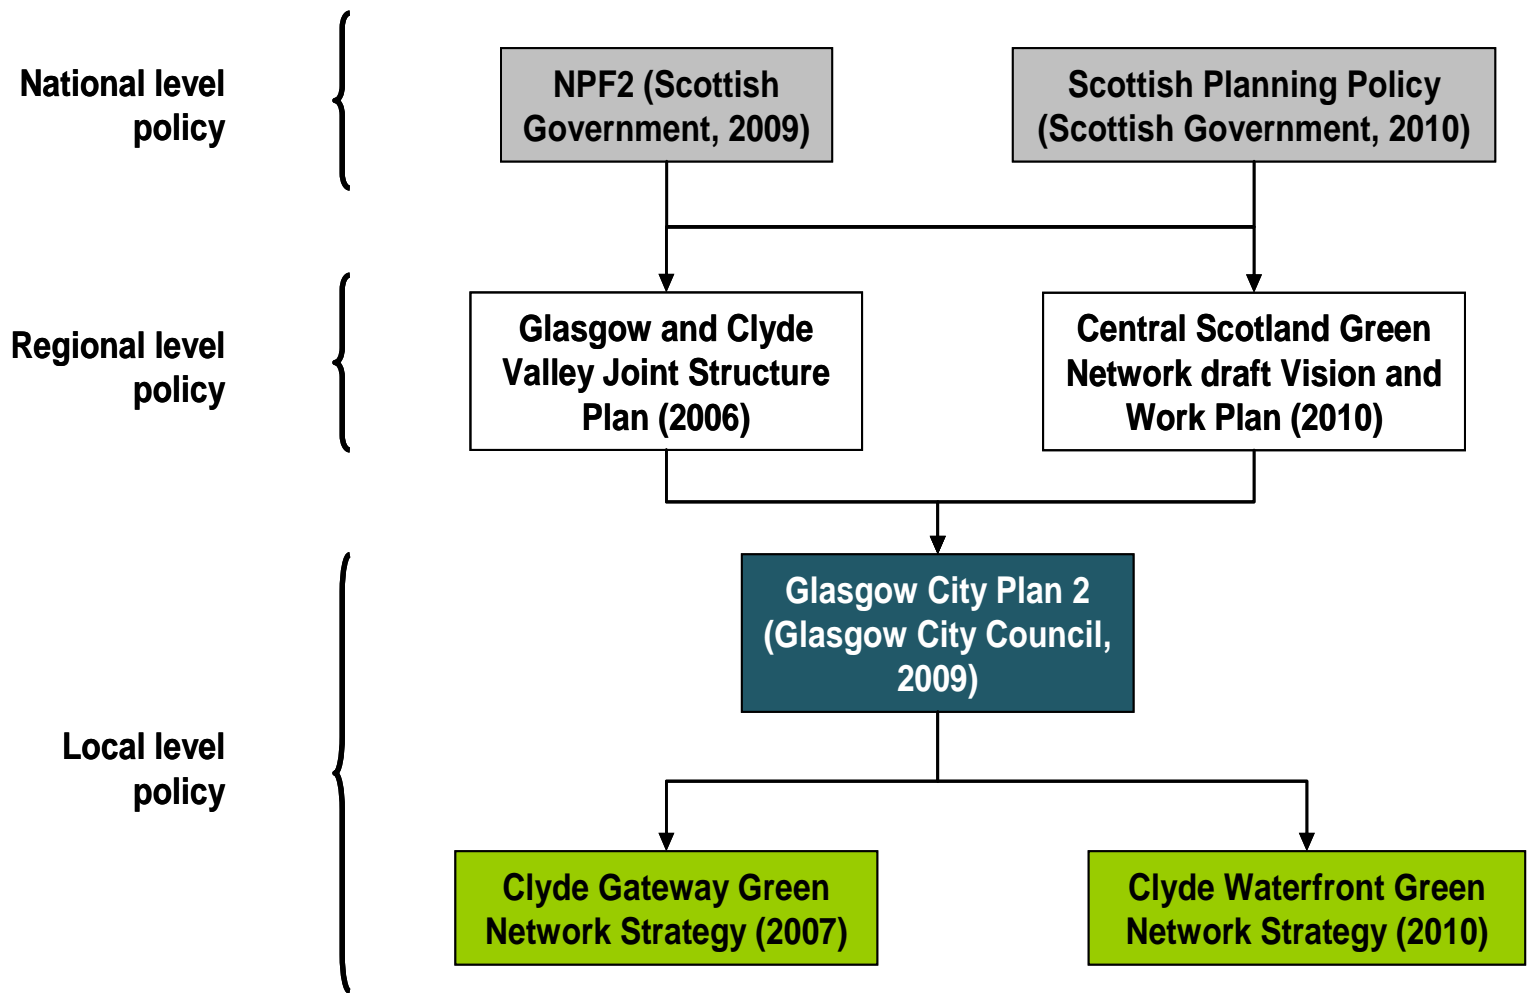 National level
policy
NPF2 (Scottish
Government, 2009)
Scottish Planning Policy
(Scottish Government, 2010)
Regional level
policy
Glasgow and Clyde
Valley Joint Structure
Plan (2006)
Central Scotland Green
Network draft Vision and
Work Plan (2010)
Local level
policy
Glasgow City Plan 2
(Glasgow City Council,
2009)
Clyde Gateway Green
Network Strategy (2007)
Clyde Waterfront Green
Network Strategy (2010)